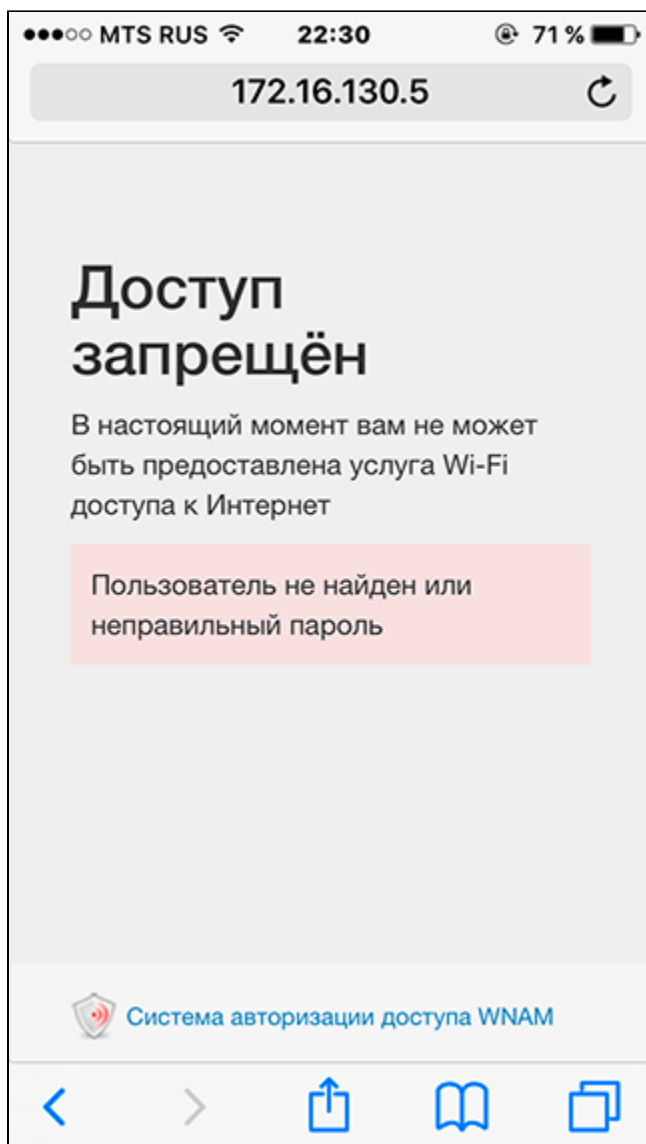 MTS RUS 22:30 71 %
172.16.130.5
Доступ
запрещён
В настоящий момент вам не может
быть предоставлена услуга Wi-Fi
доступа к Интернет
Пользователь не найден или
неправильный пароль
Система авторизации доступа WNAM